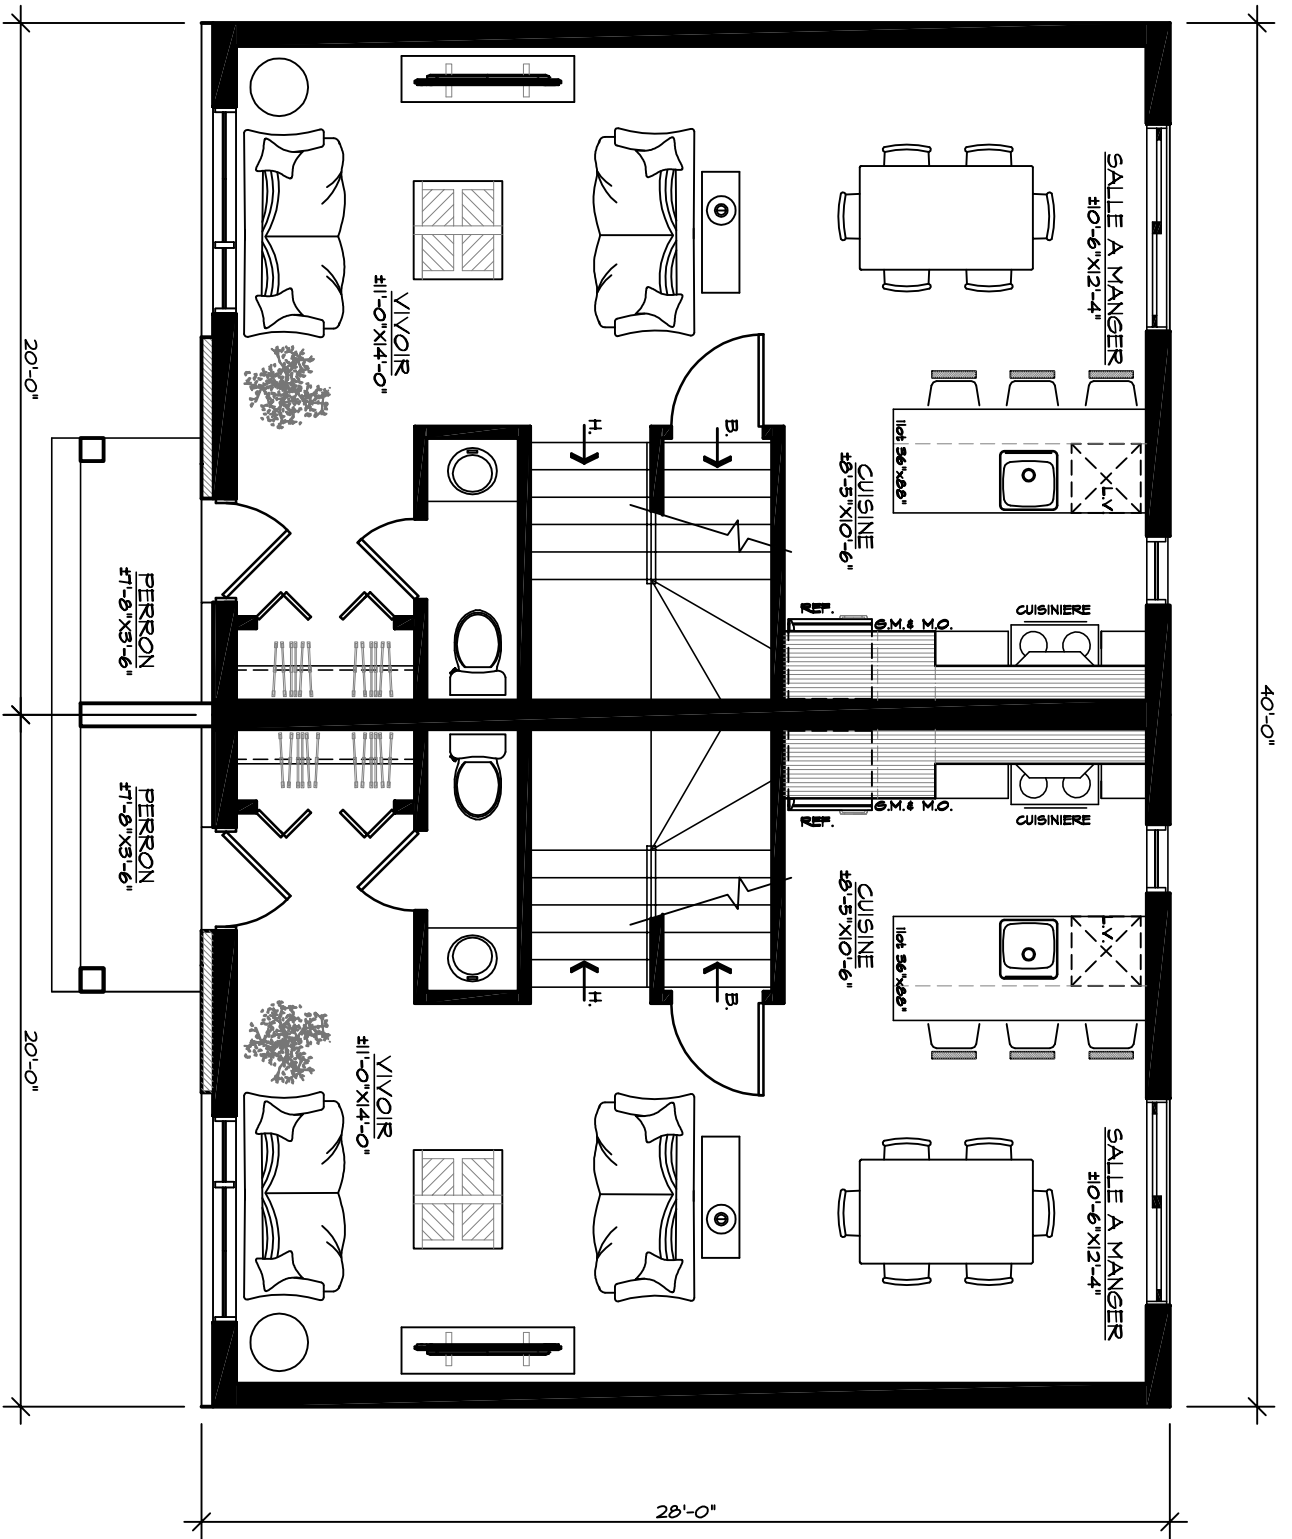 SALLE A MANGER
±10'-6"X12'-4"
VIVOIR
±11'-0"X14'-0"
20'-0"
H.
B.
îlot 36"x88"
L.V.
CUISINE
±8'-5"X10'-6"
PERRON
±7'-8"X3'-6"
REF.
G.M.& M.O.
CUISINIERE
40'-0"
PERRON
±7'-8"X3'-6"
REF.
G.M.& M.O.
CUISINIERE
CUISINE
±8'-5"X10'-6"
îlot 36"x88"
L.V.
H.
B.
20'-0"
VIVOIR
±11'-0"X14'-0"
SALLE A MANGER
±10'-6"X12'-4"
28'-0"